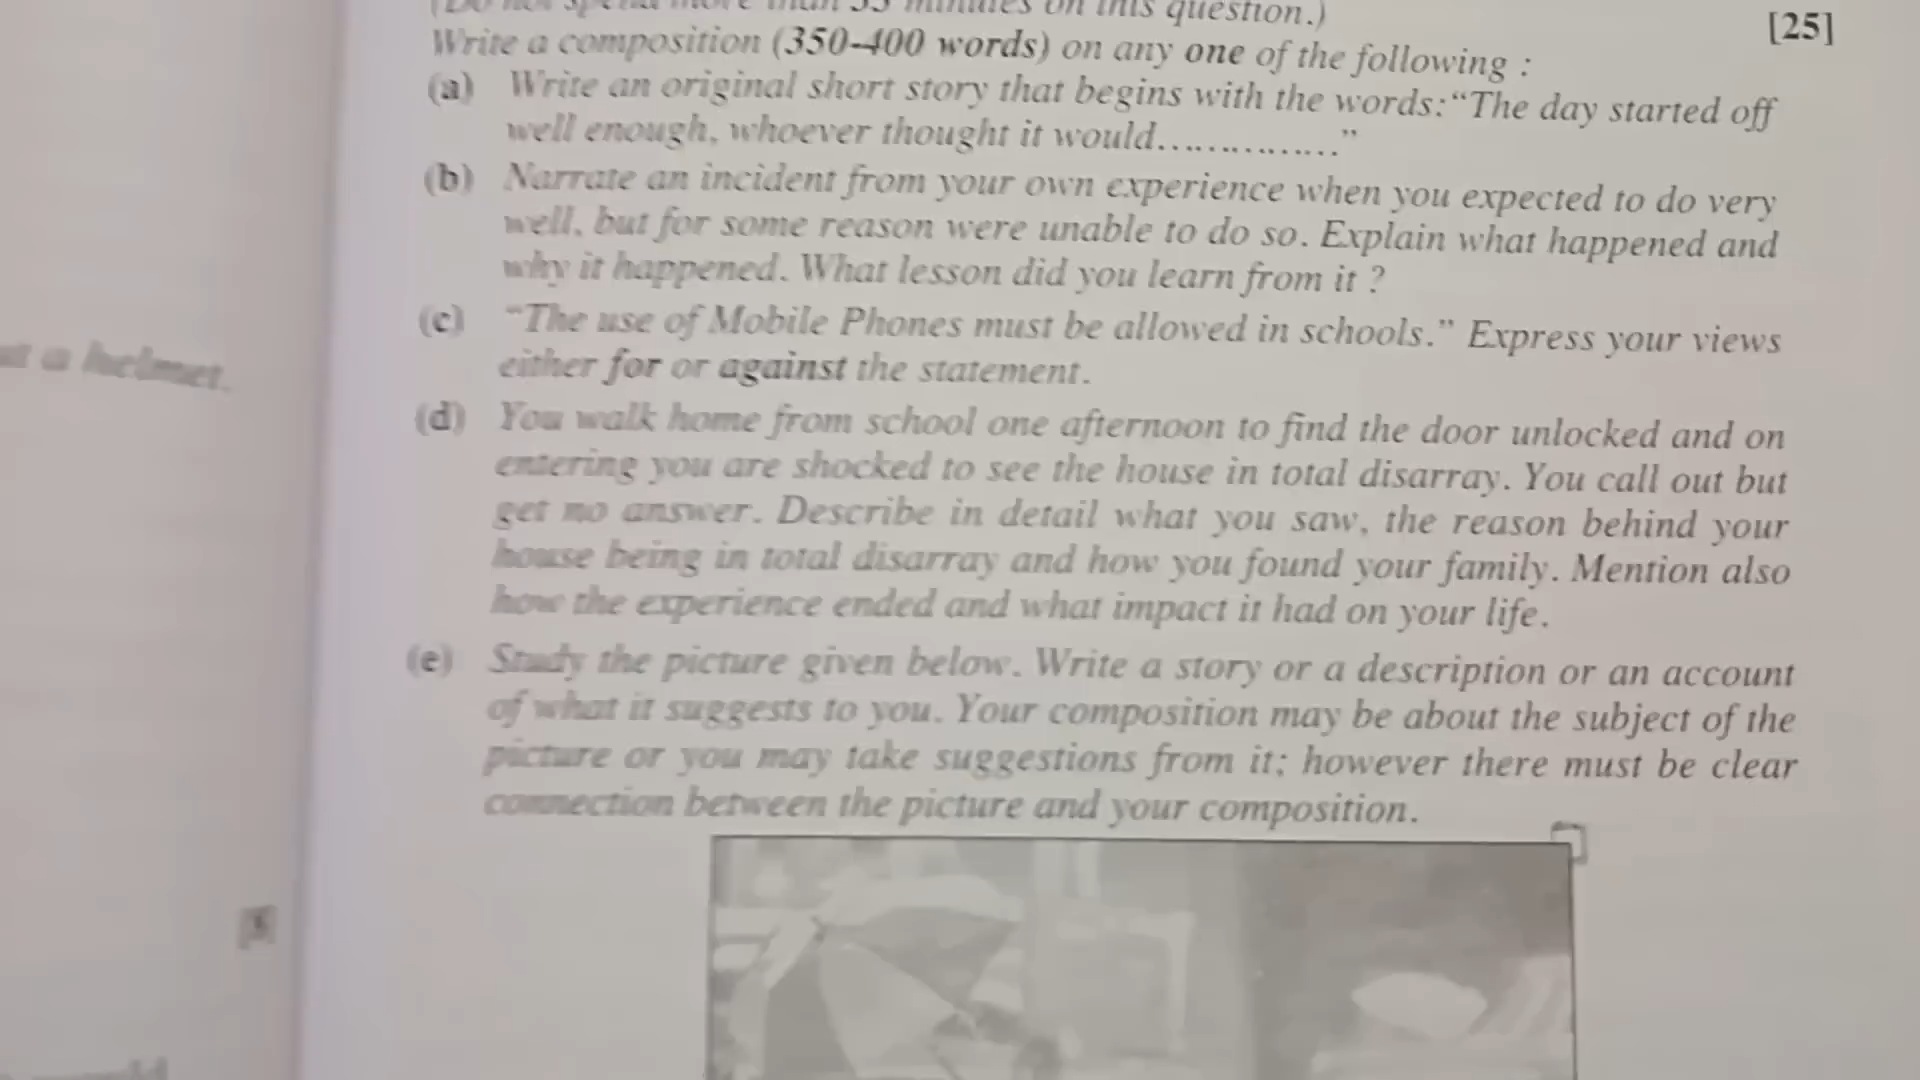 (Do not spend more than 35 minutes on this question.)
[25]
Write a composition (350-400 words) on any one of the following :
(a) Write an original short story that begins with the words:“The day started off
well enough, whoever thought it would...............”
(b) Narrate an incident from your own experience when you expected to do very
well, but for some reason were unable to do so. Explain what happened and
why it happened. What lesson did you learn from it ?
(c) “The use of Mobile Phones must be allowed in schools.” Express your views
either for or against the statement.
(d) You walk home from school one afternoon to find the door unlocked and on
entering you are shocked to see the house in total disarray. You call out but
get no answer. Describe in detail what you saw, the reason behind your
house being in total disarray and how you found your family. Mention also
how the experience ended and what impact it had on your life.
(e) Study the picture given below. Write a story or a description or an account
of what it suggests to you. Your composition may be about the subject of the
picture or you may take suggestions from it; however there must be clear
connection between the picture and your composition.
a helmet.